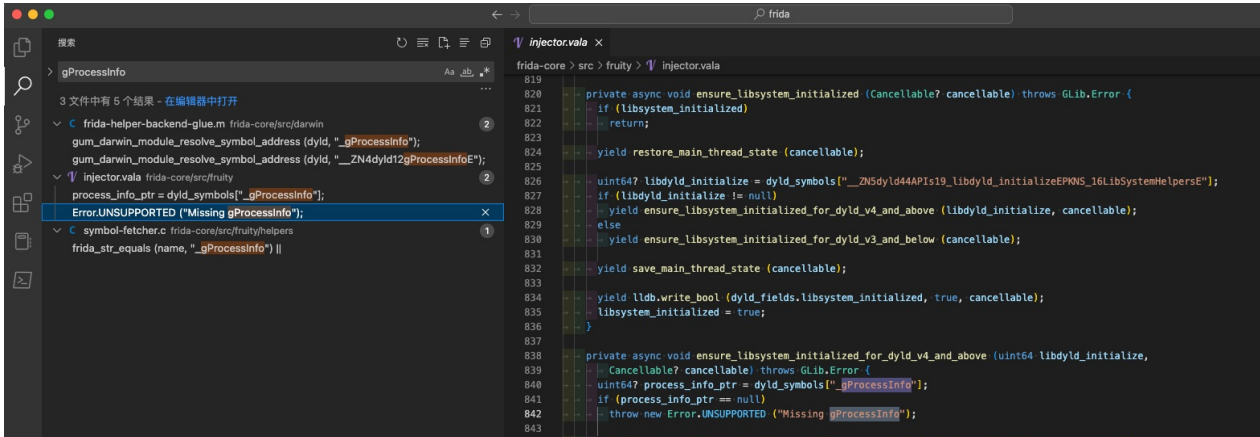 frida
搜索
gProcessInfo
Aa ab, .*
3 文件中有 5 个结果 - 在编辑器中打开
C frida-helper-backend-glue.m frida-core/src/darwin 2
gum_darwin_module_resolve_symbol_address (dyld, "_gProcessInfo");
gum_darwin_module_resolve_symbol_address (dyld, "__ZN4dyld12gProcessInfoE");
injector.vala frida-core/src/fruity 2
process_info_ptr = dyld_symbols["_gProcessInfo"];
Error.UNSUPPORTED ("Missing gProcessInfo");
C symbol-fetcher.c frida-core/src/fruity/helpers 1
frida_str_equals (name, "_gProcessInfo") ||
injector.vala ×
frida-core > src > fruity > injector.vala
819
820 private async void ensure_libsystem_initialized (Cancellable? cancellable) throws GLib.Error {
821 if (libsystem_initialized)
822 return;
823
824 yield restore_main_thread_state (cancellable);
825
826 uint64? libdyld_initialize = dyld_symbols["__ZN5dyld44APIs19_libdyld_initializeEPKNS_16LibSystemHelpersE"];
827 if (libdyld_initialize != null)
828 yield ensure_libsystem_initialized_for_dyld_v4_and_above (libdyld_initialize, cancellable);
829 else
830 yield ensure_libsystem_initialized_for_dyld_v3_and_below (cancellable);
831
832 yield save_main_thread_state (cancellable);
833
834 yield lldb.write_bool (dyld_fields.libsystem_initialized, true, cancellable);
835 libsystem_initialized = true;
836 }
837
838 private async void ensure_libsystem_initialized_for_dyld_v4_and_above (uint64 libdyld_initialize,
839 Cancellable? cancellable) throws GLib.Error {
840 uint64? process_info_ptr = dyld_symbols["_gProcessInfo"];
841 if (process_info_ptr == null)
842 throw new Error.UNSUPPORTED ("Missing gProcessInfo");
843